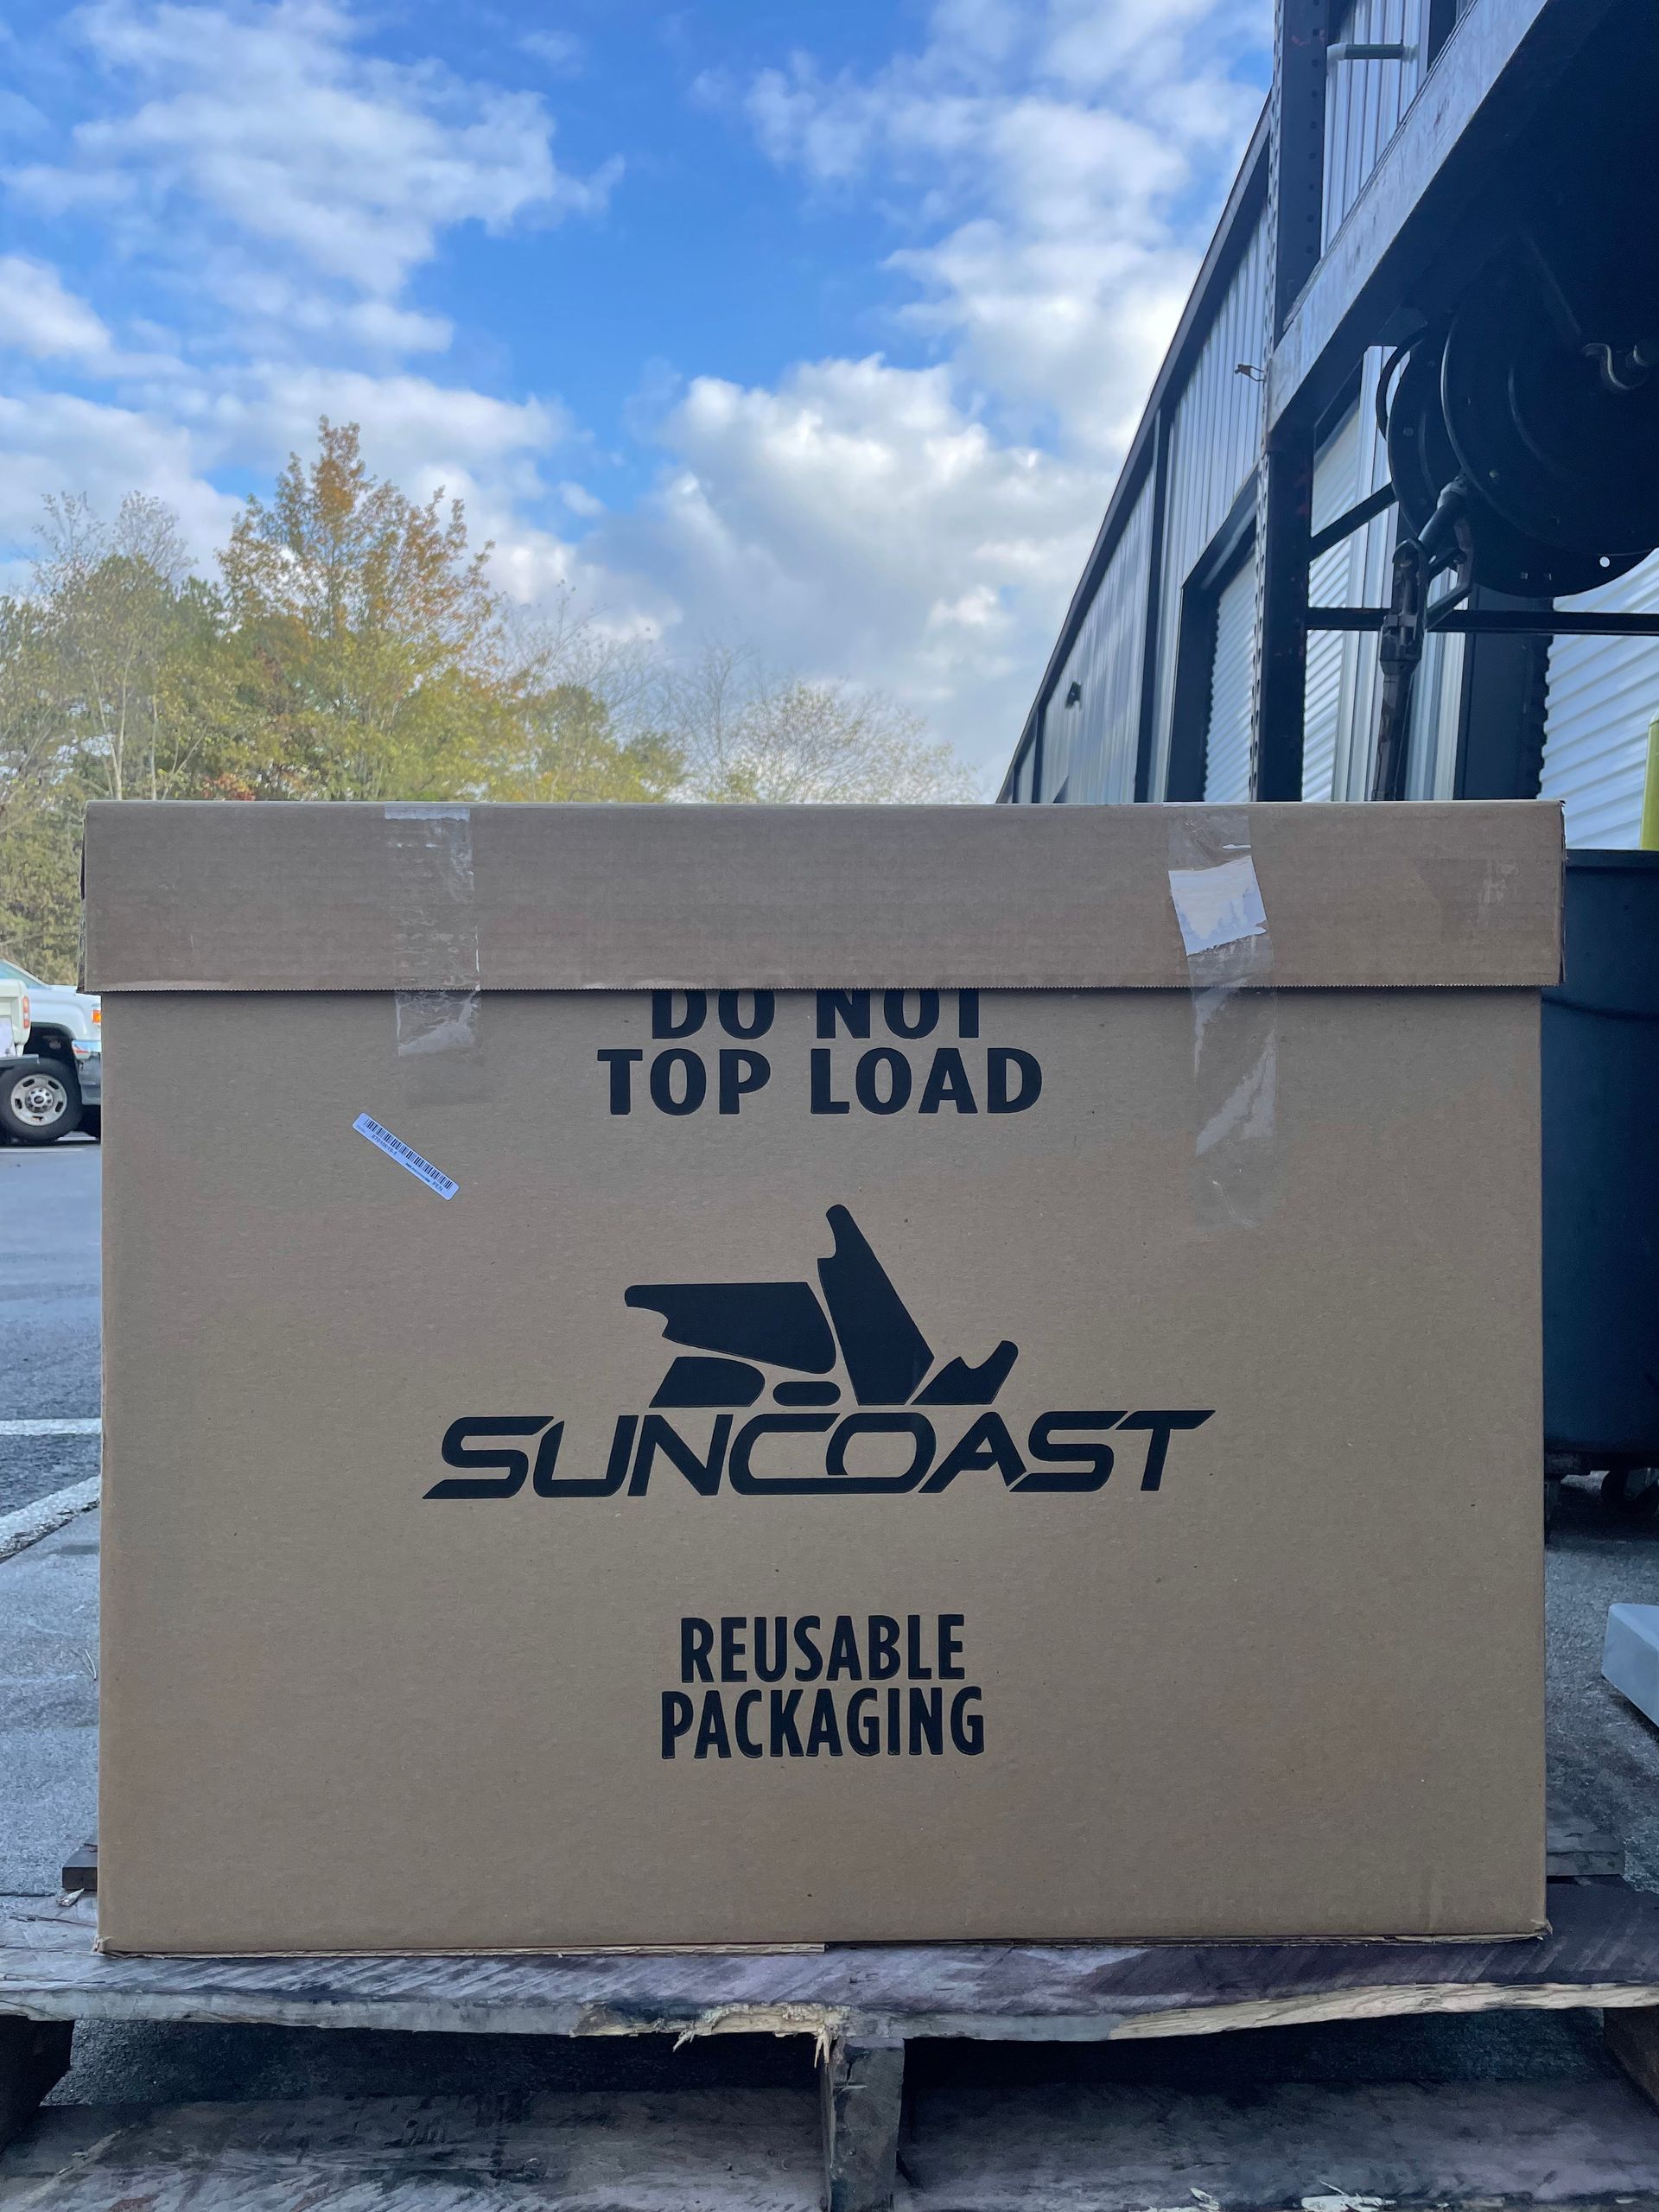 DO NOT
TOP LOAD
SUNCOAST
REUSABLE
PACKAGING